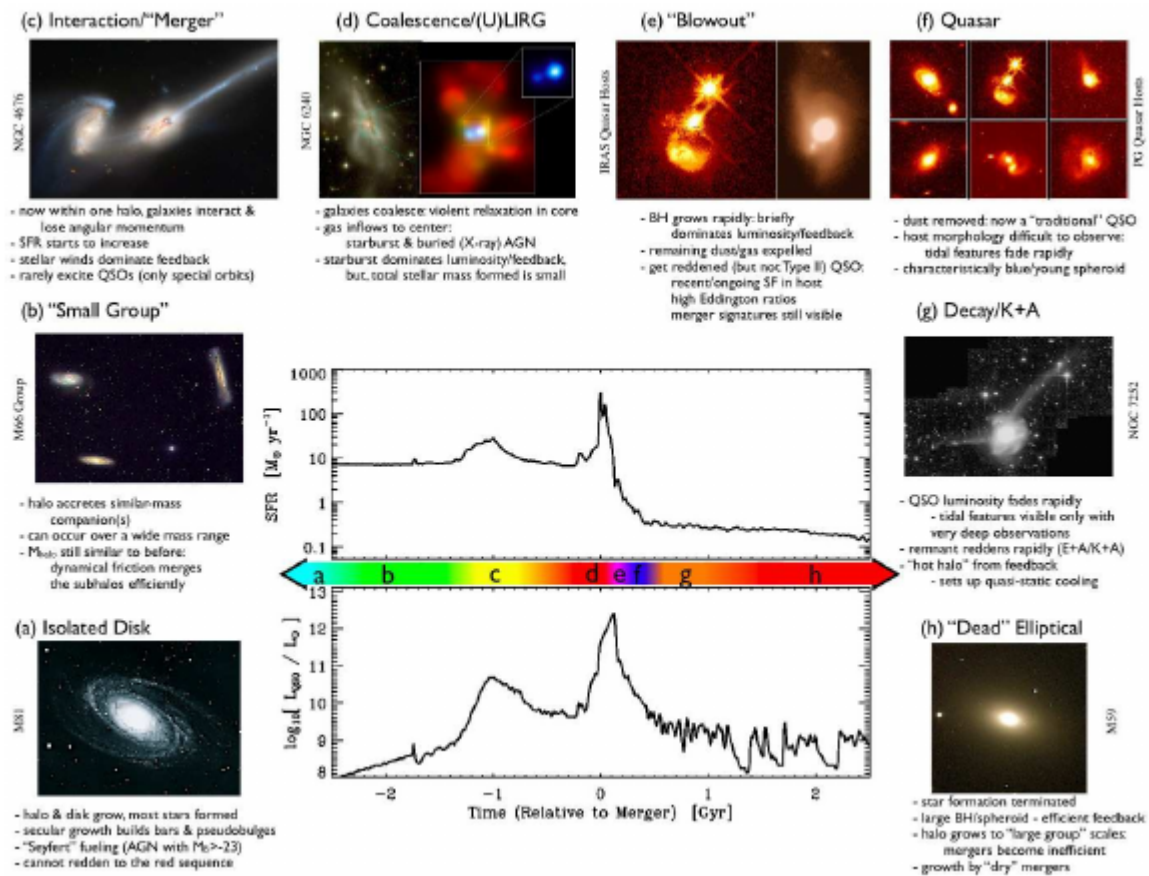 (c) Interaction/“Merger”
NGC 4676
- now within one halo, galaxies interact &
lose angular momentum
- SFR starts to increase
- stellar winds dominate feedback
- rarely excite QSOs (only special orbits)
(d) Coalescence/(U)LIRG
NGC 6240
- galaxies coalesce: violent relaxation in core
- gas inflows to center:
starburst & buried (X-ray) AGN
- starburst dominates luminosity/feedback,
but, total stellar mass formed is small
(e) “Blowout”
IRAS Quasar Hosts
- BH grows rapidly: briefly
dominates luminosity/feedback
- remaining dust/gas expelled
- get reddened (but not Type II) QSO:
recent/ongoing SF in host
high Eddington ratios
merger signatures still visible
(f) Quasar
PG Quasar Hosts
- dust removed: now a “traditional” QSO
- host morphology difficult to observe:
tidal features fade rapidly
- characteristically blue/young spheroid
(b) “Small Group”
M66 Group
- halo accretes similar-mass
companion(s)
- can occur over a wide mass range
- Mhalo still similar to before:
dynamical friction merges
the subhalos efficiently
(a) Isolated Disk
M81
- halo & disk grow, most stars formed
- secular growth builds bars & pseudobulges
- “Seyfert” fueling (AGN with MB>-23)
- cannot redden to the red sequence
1000
100
10
1
0.1
SFR [M⊙ yr⁻¹]
a b c d e f g h
13
12
11
10
9
8
log10[ LQSO / L⊙ ]
-2 -1 0 1 2
Time (Relative to Merger) [Gyr]
(g) Decay/K+A
NGC 7252
- QSO luminosity fades rapidly
- tidal features visible only with
very deep observations
- remnant reddens rapidly (E+A/K+A)
- “hot halo” from feedback
- sets up quasi-static cooling
(h) “Dead” Elliptical
M59
- star formation terminated
- large BH/spheroid - efficient feedback
- halo grows to “large group” scales:
mergers become inefficient
- growth by “dry” mergers